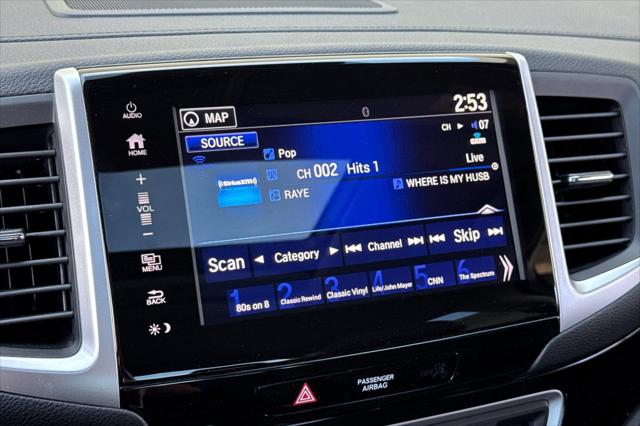 AUDIO
MAP
2:53
HOME
SOURCE
CH 07
sxm
Pop
Live
SiriusXM
CH 002 Hits 1
RAYE
WHERE IS MY HUSB
VOL
Scan
Category
Channel
Skip
MENU
1 80s on 8
2 Classic Rewind
3 Classic Vinyl
4 Life/John Mayer
5 CNN
6 The Spectrum
BACK
PASSENGER
AIRBAG